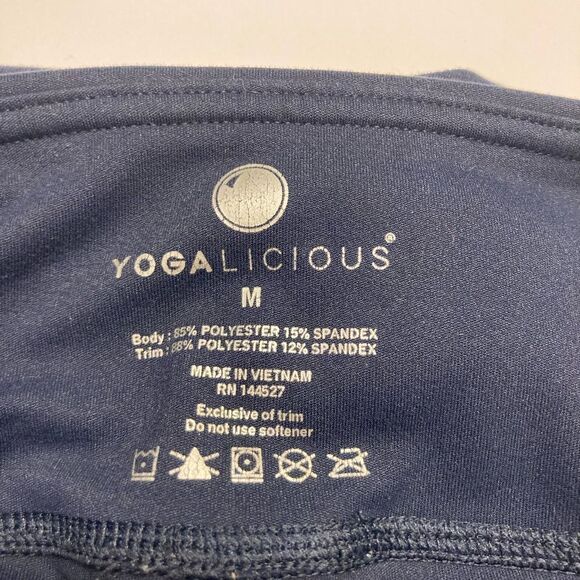 YOGALICIOUS®
M
Body : 85% POLYESTER 15% SPANDEX
Trim : 88% POLYESTER 12% SPANDEX
MADE IN VIETNAM
RN 144527
Exclusive of trim
Do not use softener